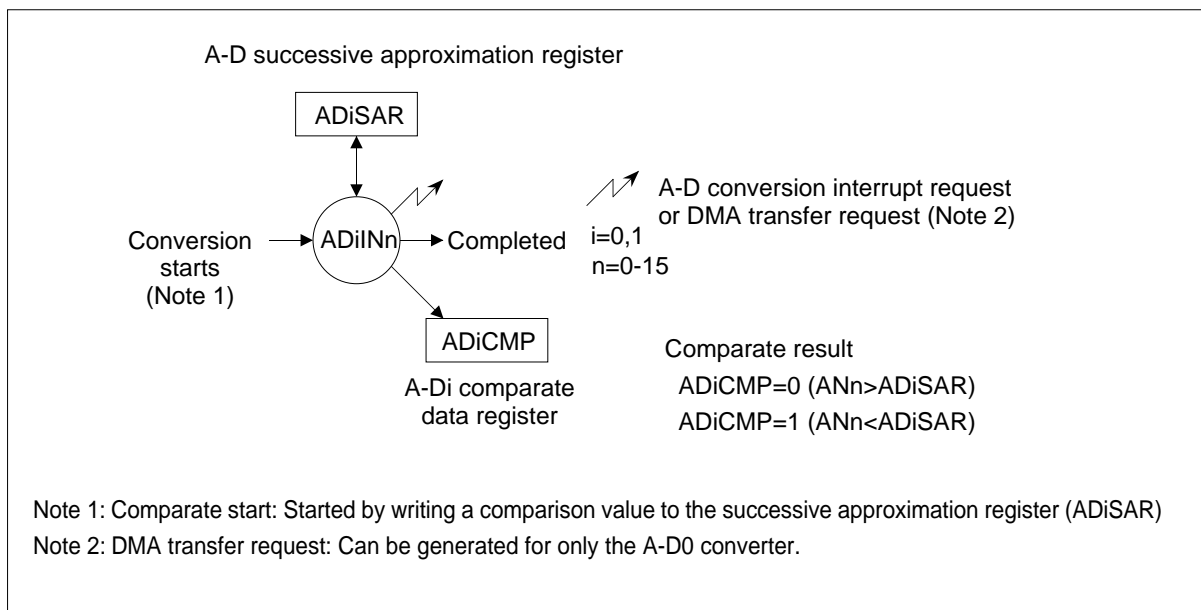 A-D successive approximation register
ADiSAR
ADiINn
Conversion
starts
(Note 1)
Completed
A-D conversion interrupt request
or DMA transfer request (Note 2)
i=0,1
n=0-15
ADiCMP
A-Di comparate
data register
Comparate result
ADiCMP=0 (ANn>ADiSAR)
ADiCMP=1 (ANn<ADiSAR)
Note 1: Comparate start: Started by writing a comparison value to the successive approximation register (ADiSAR)
Note 2: DMA transfer request: Can be generated for only the A-D0 converter.